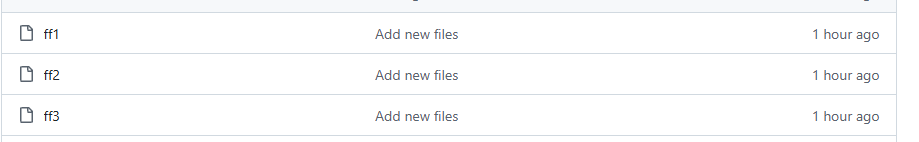 ff1 Add new files 1 hour ago
ff2 Add new files 1 hour ago
ff3 Add new files 1 hour ago